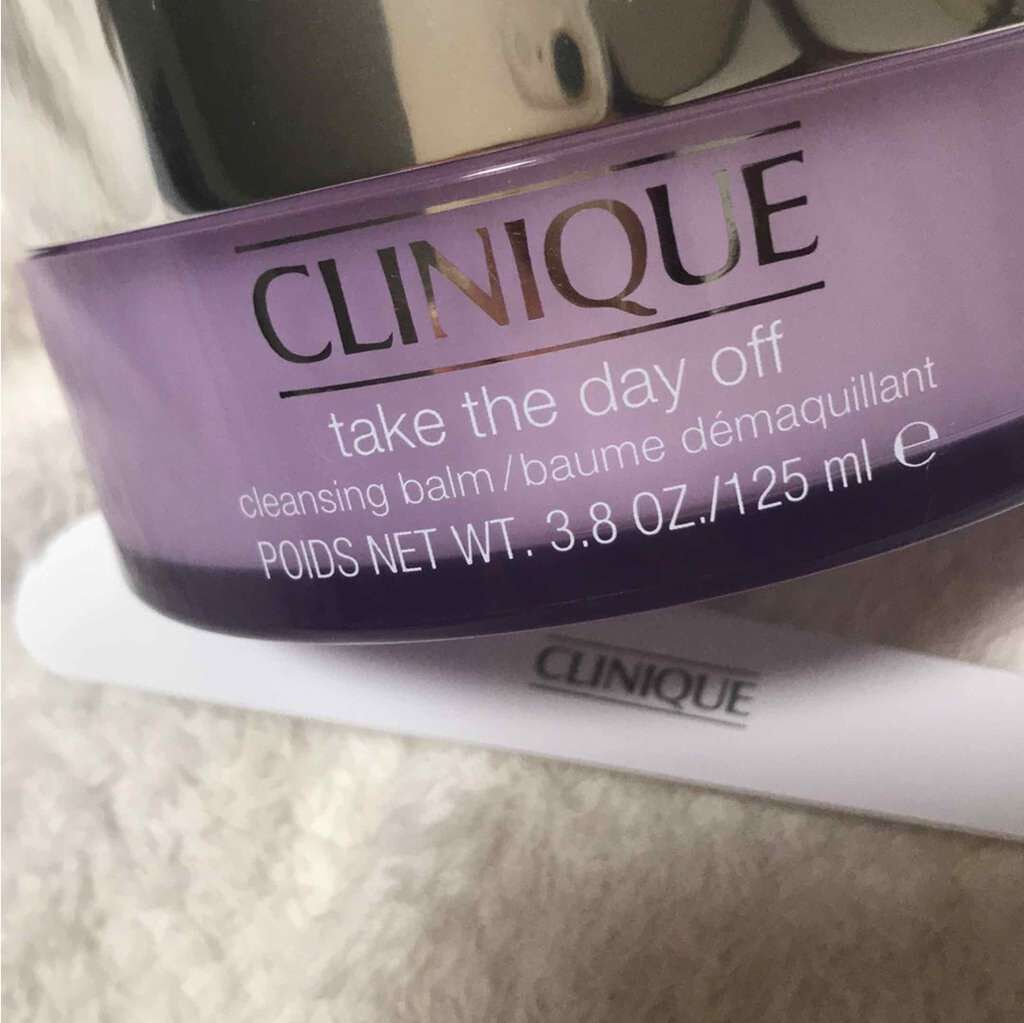 CLINIQUE
take the day off
cleansing balm/baume démaquillant
POIDS NET WT. 3.8 OZ./125 ml ℮
CLINIQUE